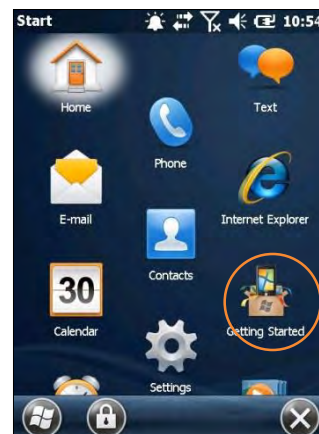 Start 10:54
Home
Text
Phone
E-mail
Internet Explorer
Contacts
30
Calendar
Getting Started
Settings